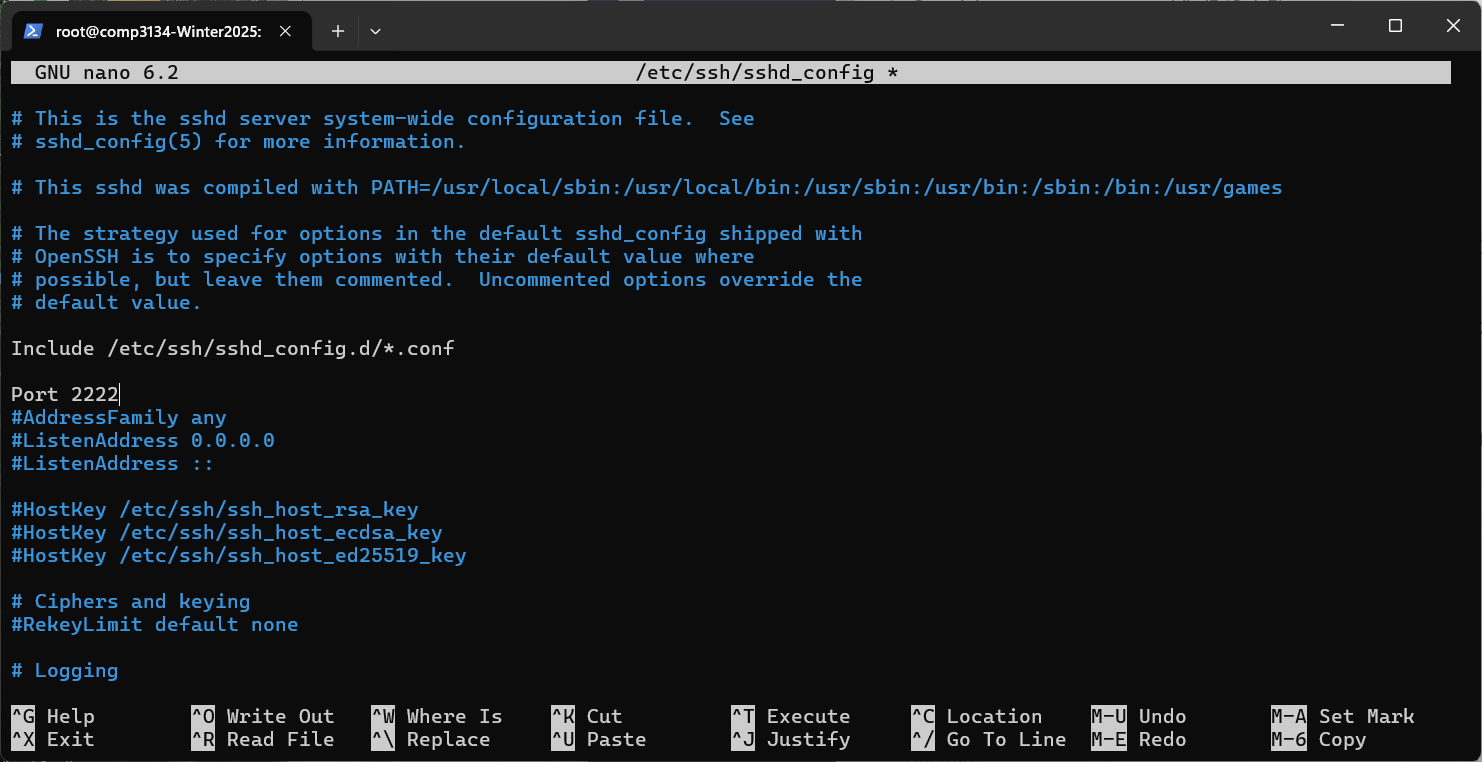 root@comp3134-Winter2025:
GNU nano 6.2 /etc/ssh/sshd_config *
# This is the sshd server system-wide configuration file.  See
# sshd_config(5) for more information.
# This sshd was compiled with PATH=/usr/local/sbin:/usr/local/bin:/usr/sbin:/usr/bin:/sbin:/bin:/usr/games
# The strategy used for options in the default sshd_config shipped with
# OpenSSH is to specify options with their default value where
# possible, but leave them commented.  Uncommented options override the
# default value.
Include /etc/ssh/sshd_config.d/*.conf
Port 2222
#AddressFamily any
#ListenAddress 0.0.0.0
#ListenAddress ::
#HostKey /etc/ssh/ssh_host_rsa_key
#HostKey /etc/ssh/ssh_host_ecdsa_key
#HostKey /etc/ssh/ssh_host_ed25519_key
# Ciphers and keying
#RekeyLimit default none
# Logging
^G Help ^O Write Out ^W Where Is ^K Cut ^T Execute ^C Location M-U Undo M-A Set Mark
^X Exit ^R Read File ^\ Replace ^U Paste ^J Justify ^/ Go To Line M-E Redo M-6 Copy